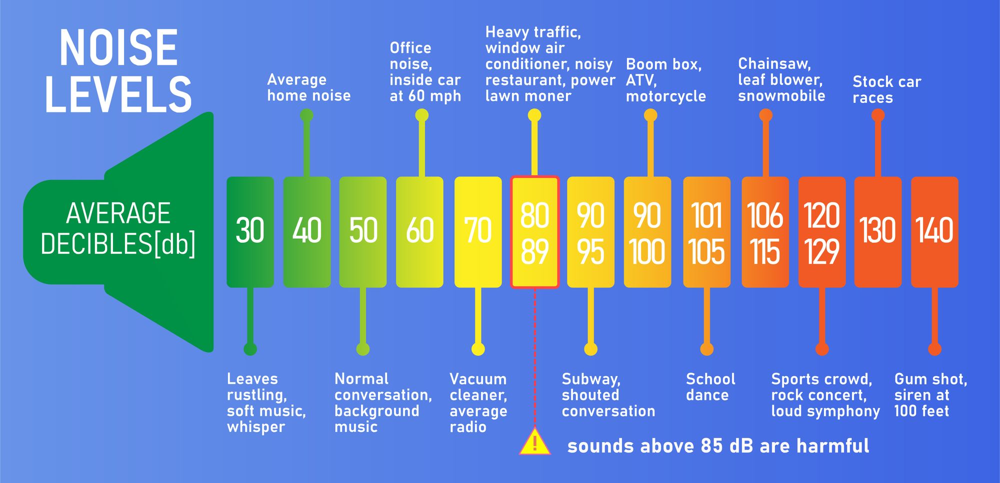 NOISE
LEVELS
AVERAGE
DECIBLES[db]
Average
home noise
Office
noise,
inside car
at 60 mph
Heavy traffic,
window air
conditioner, noisy
restaurant, power
lawn moner
Boom box,
ATV,
motorcycle
Chainsaw,
leaf blower,
snowmobile
Stock car
races
30
40
50
60
70
80
89
90
95
90
100
101
105
106
115
120
129
130
140
Leaves
rustling,
soft music,
whisper
Normal
conversation,
background
music
Vacuum
cleaner,
average
radio
Subway,
shouted
conversation
School
dance
Sports crowd,
rock concert,
loud symphony
Gum shot,
siren at
100 feet
!
sounds above 85 dB are harmful